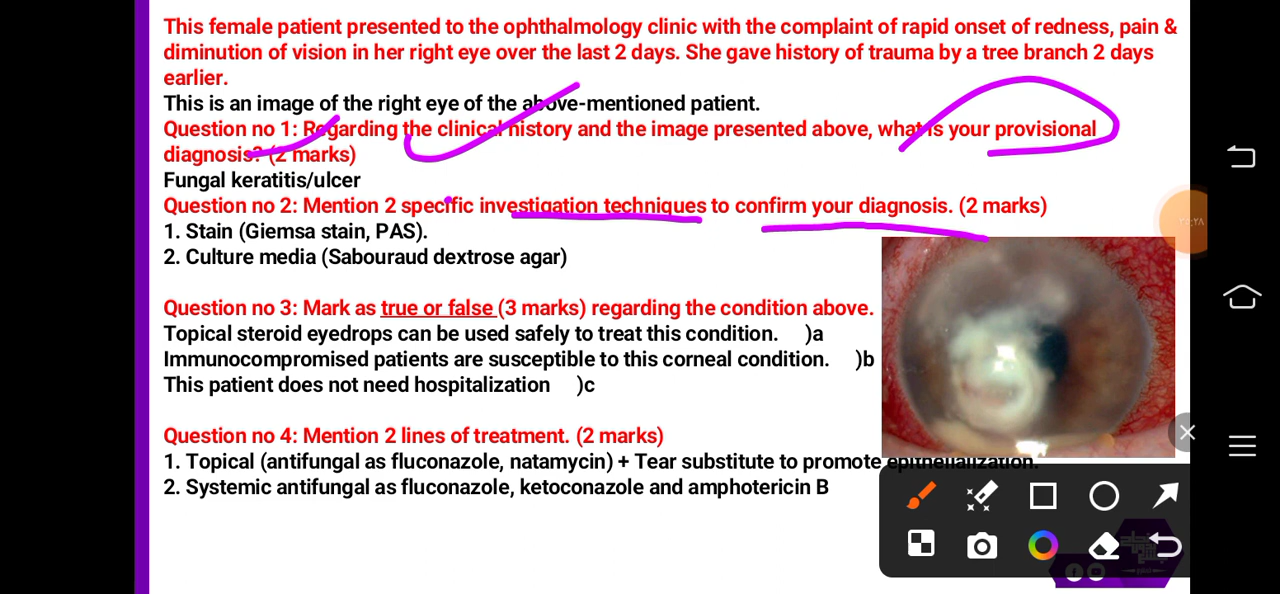 This female patient presented to the ophthalmology clinic with the complaint of rapid onset of redness, pain &
diminution of vision in her right eye over the last 2 days. She gave history of trauma by a tree branch 2 days
earlier.
This is an image of the right eye of the above-mentioned patient.
Question no 1: Regarding the clinical history and the image presented above, what is your provisional
diagnosis? (2 marks)
Fungal keratitis/ulcer
Question no 2: Mention 2 specific investigation techniques to confirm your diagnosis. (2 marks)
1. Stain (Giemsa stain, PAS).
2. Culture media (Sabouraud dextrose agar)
Question no 3: Mark as true or false (3 marks) regarding the condition above.
Topical steroid eyedrops can be used safely to treat this condition. )a
Immunocompromised patients are susceptible to this corneal condition. )b
This patient does not need hospitalization )c
Question no 4: Mention 2 lines of treatment. (2 marks)
1. Topical (antifungal as fluconazole, natamycin) + Tear substitute to promote epithelialization.
2. Systemic antifungal as fluconazole, ketoconazole and amphotericin B